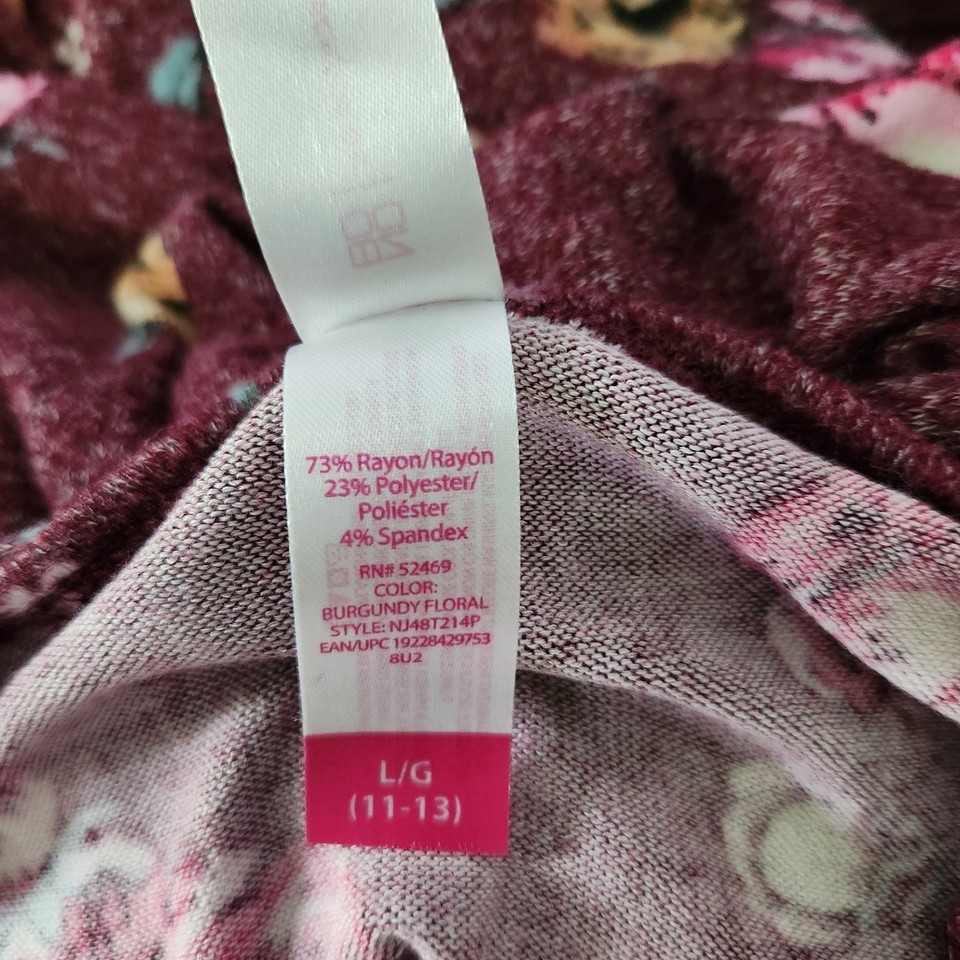 73% Rayon/Rayón
23% Polyester/
Poliéster
4% Spandex
RN# 52469
COLOR:
BURGUNDY FLORAL
STYLE: NJ48T214P
EAN/UPC 19228429753
8U2
L/G
(11-13)